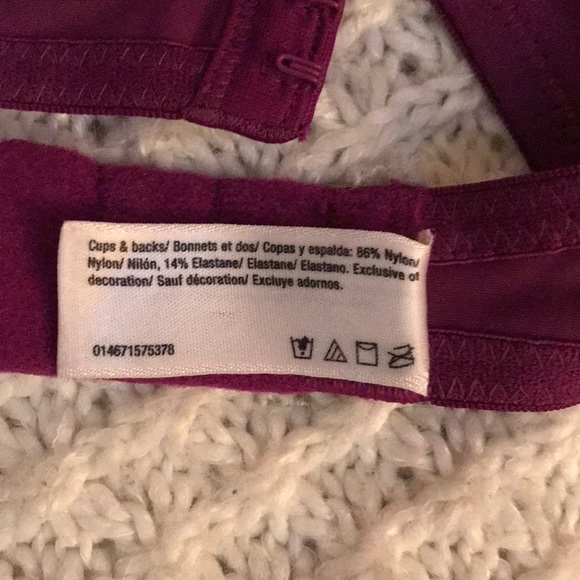 Cups & backs/ Bonnets et dos/ Copas y espalda: 86% Nylon/
Nylon/ Nilón, 14% Elastane/ Elastane/ Elastano. Exclusive of
decoration/ Sauf décoration/ Excluye adornos.
014671575378